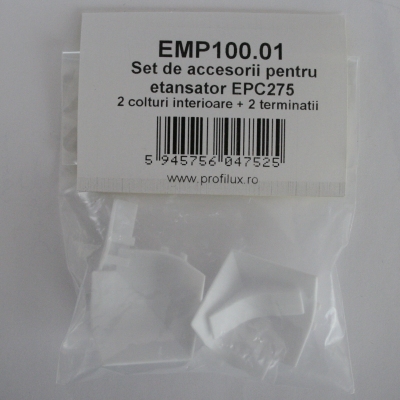 EMP100.01
Set de accesorii pentru
etansator EPC275
2 colturi interioare + 2 terminatii
5 945756 047525
www.profilux.ro